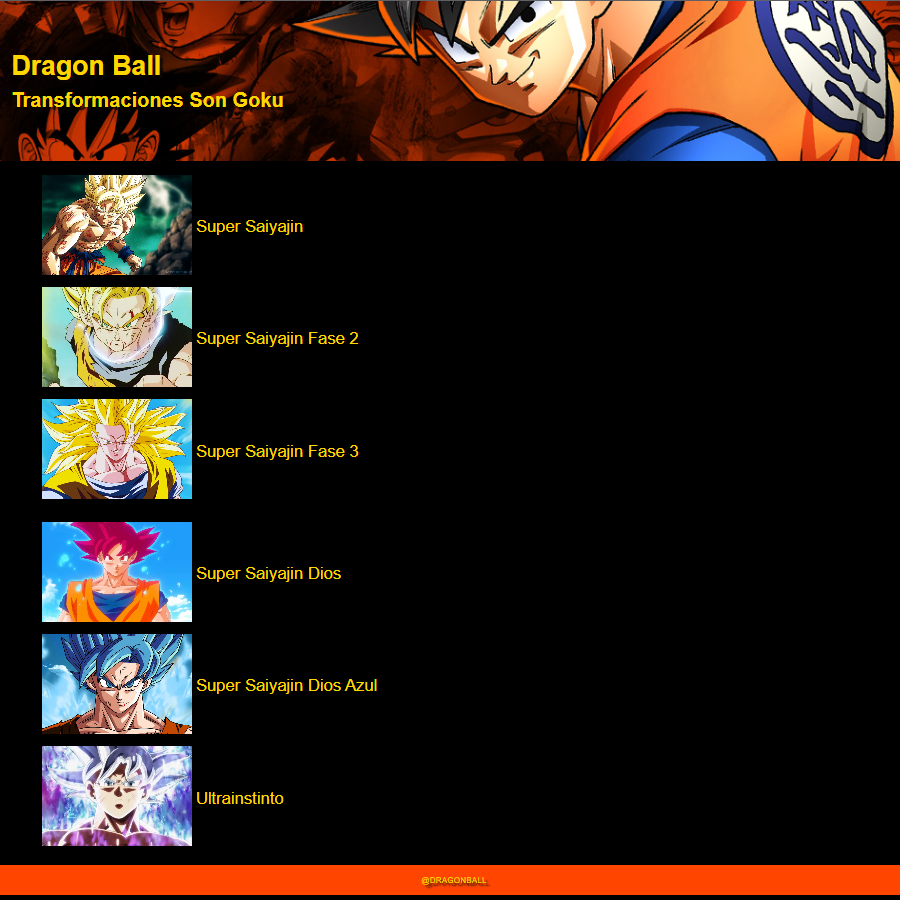 Dragon Ball
Transformaciones Son Goku
Super Saiyajin
Super Saiyajin Fase 2
Super Saiyajin Fase 3
Super Saiyajin Dios
Super Saiyajin Dios Azul
Ultrainstinto
@DRAGONBALL